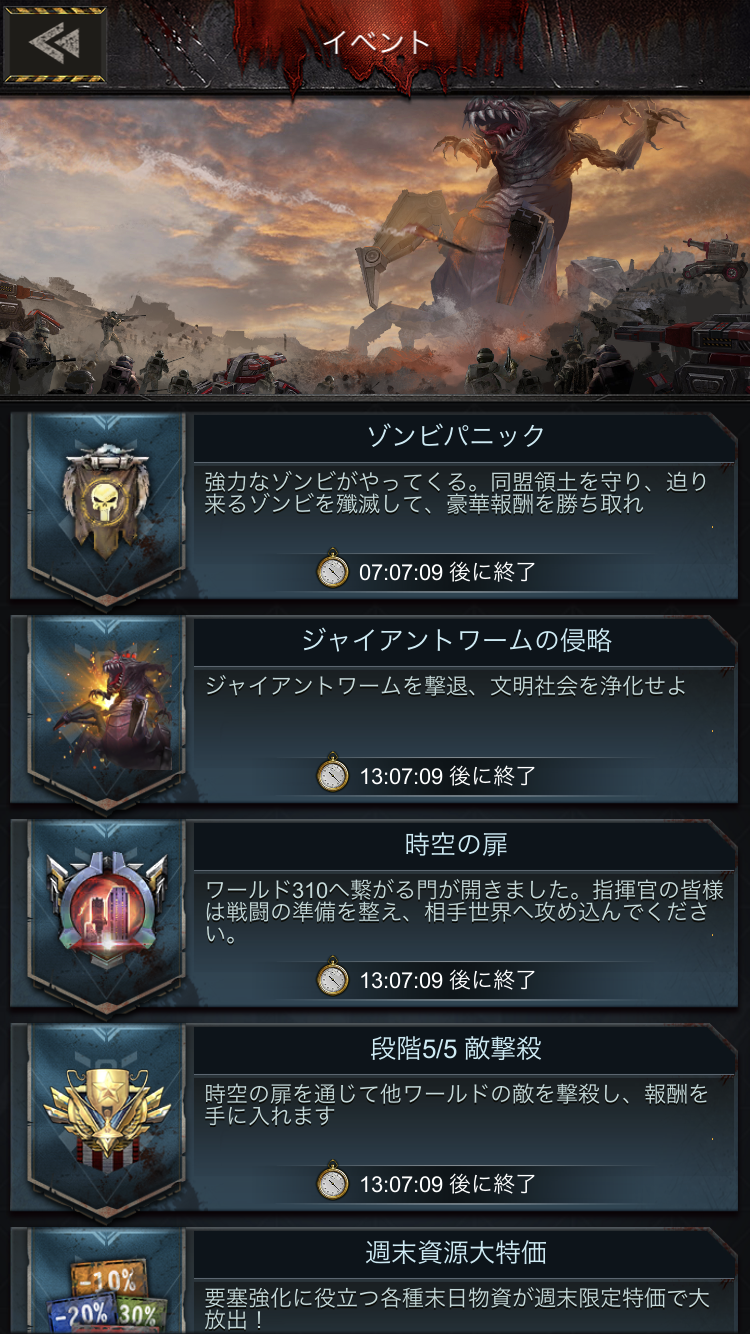 イベント
ゾンビパニック
強力なゾンビがやってくる。同盟領土を守り、迫り
来るゾンビを殲滅して、豪華報酬を勝ち取れ
07:07:09 後に終了
ジャイアントワームの侵略
ジャイアントワームを撃退、文明社会を浄化せよ
13:07:09 後に終了
時空の扉
ワールド310へ繋がる門が開きました。指揮官の皆様
は戦闘の準備を整え、相手世界へ攻め込んでくださ
い。
13:07:09 後に終了
段階5/5 敵撃殺
時空の扉を通じて他ワールドの敵を撃殺し、報酬を
手に入れます
13:07:09 後に終了
週末資源大特価
-10%
-20% 30%
要塞強化に役立つ各種末日物資が週末限定特価で大
放出！